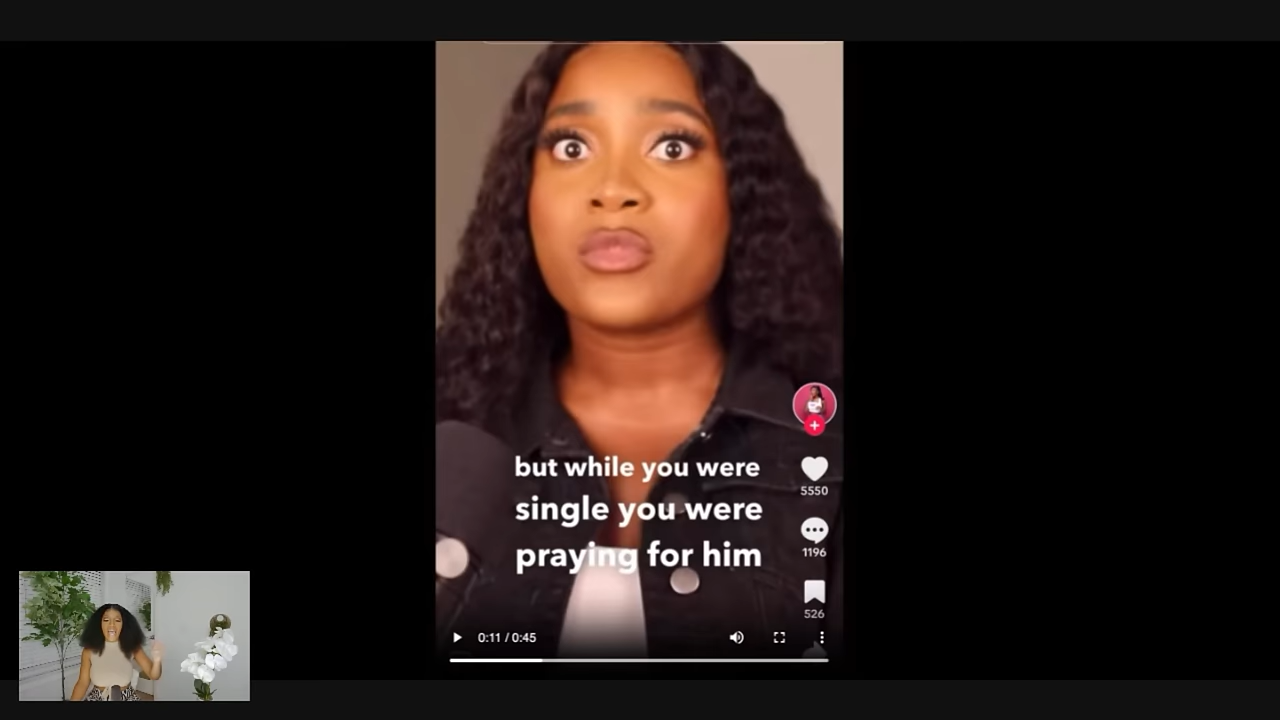 but while you were
single you were
praying for him
5550
1196
526
0:11 / 0:45